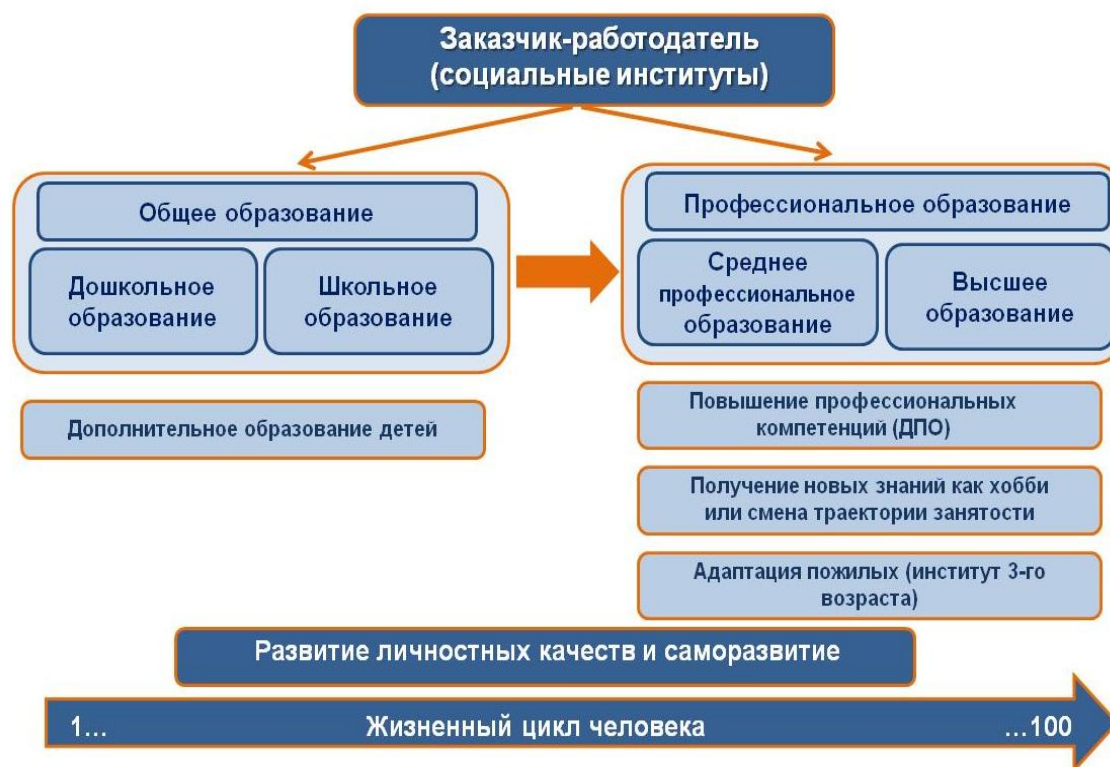 Заказчик-работодатель
(социальные институты)
Общее образование
Дошкольное
образование
Школьное
образование
Дополнительное образование детей
Профессиональное образование
Среднее
профессиональное
образование
Высшее
образование
Повышение профессиональных
компетенций (ДПО)
Получение новых знаний как хобби
или смена траектории занятости
Адаптация пожилых (институт 3-го
возраста)
Развитие личностных качеств и саморазвитие
1... Жизненный цикл человека ...100